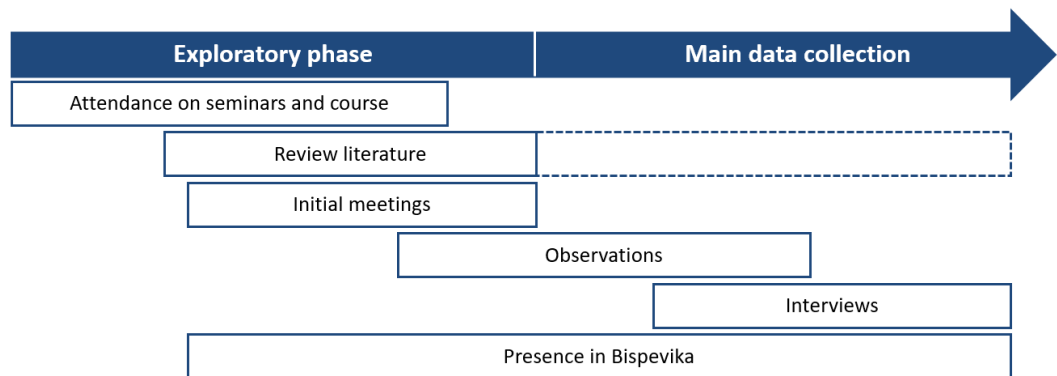 Exploratory phase
Main data collection
Attendance on seminars and course
Review literature
Initial meetings
Observations
Interviews
Presence in Bispevika